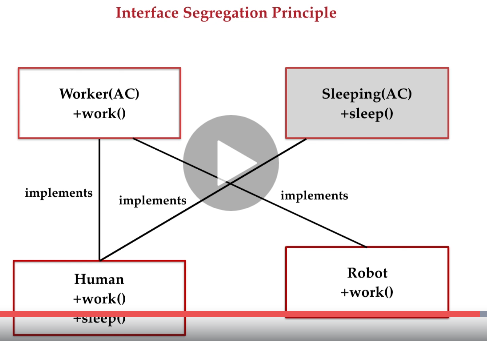 Interface Segregation Principle
Worker(AC)
+work()
Sleeping(AC)
+sleep()
implements
implements
implements
Human
+work()
+sleep()
Robot
+work()